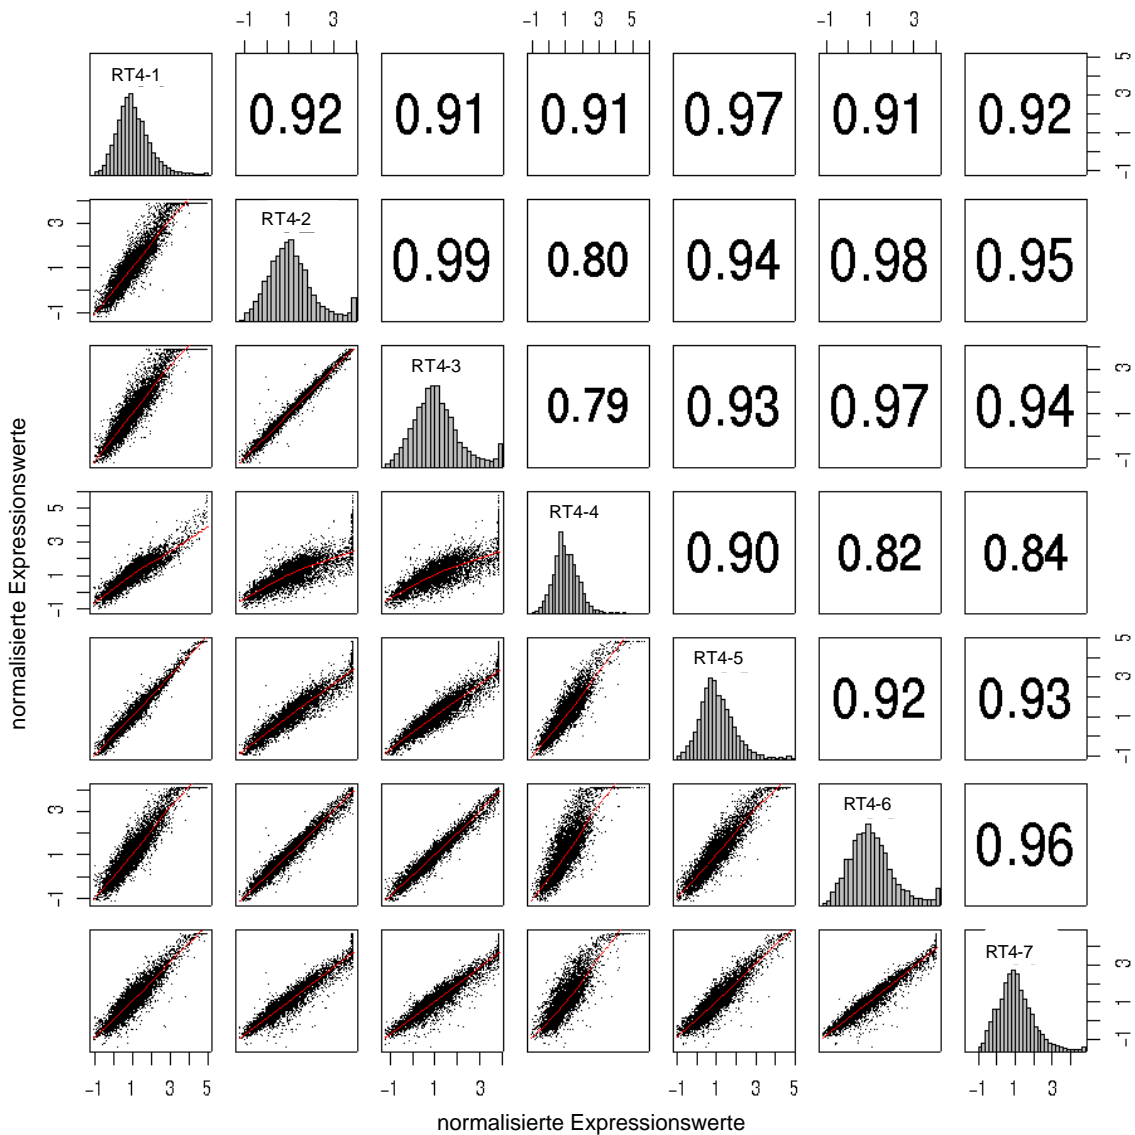 −1 1 3 −1 1 3 5 −1 1 3
RT4-1 0.92 0.91 0.91 0.97 0.91 0.92
−1 1 3 5
−1 1 3
RT4-2 0.99 0.80 0.94 0.98 0.95
RT4-3 0.79 0.93 0.97 0.94
−1 1 3
−1 1 3 5
RT4-4 0.90 0.82 0.84
RT4-5 0.92 0.93
−1 1 3 5
−1 1 3
RT4-6 0.96
RT4-7
−1 1 3
−1 1 3 5 −1 1 3 −1 1 3 5 −1 1 3
normalisierte Expressionswerte
normalisierte Expressionswerte